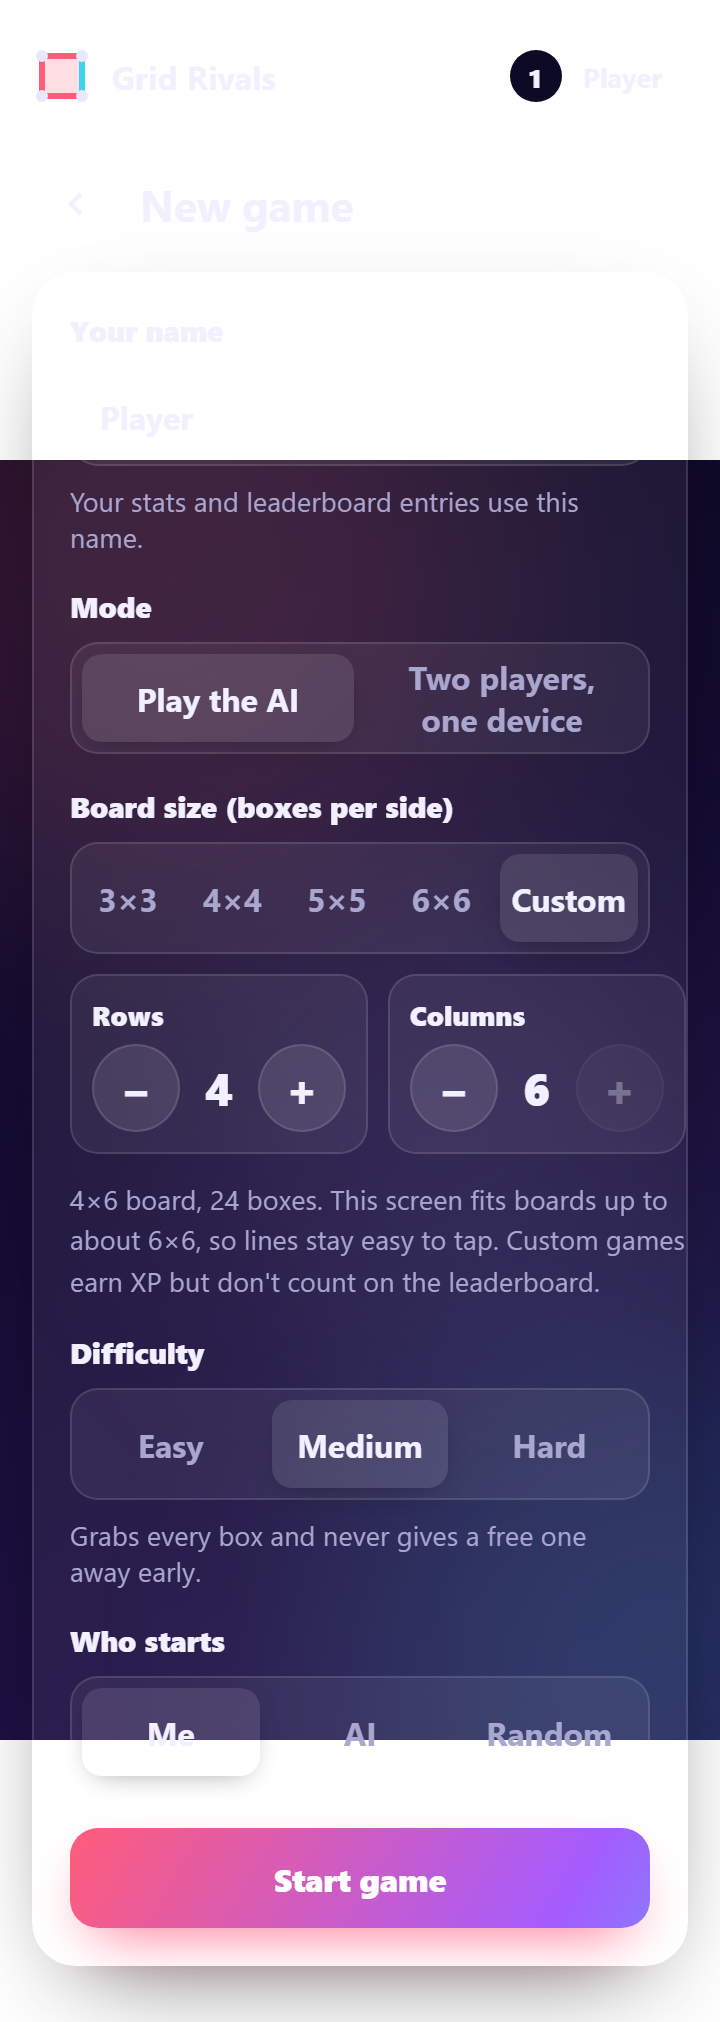 Grid Rivals
1 Player
New game
Your name
Player
Your stats and leaderboard entries use this
name.
Mode
Play the AI
Two players,
one device
Board size (boxes per side)
3×3 4×4 5×5 6×6 Custom
Rows
− 4 +
Columns
− 6 +
4×6 board, 24 boxes. This screen fits boards up to
about 6×6, so lines stay easy to tap. Custom games
earn XP but don't count on the leaderboard.
Difficulty
Easy Medium Hard
Grabs every box and never gives a free one
away early.
Who starts
Me AI Random
Start game